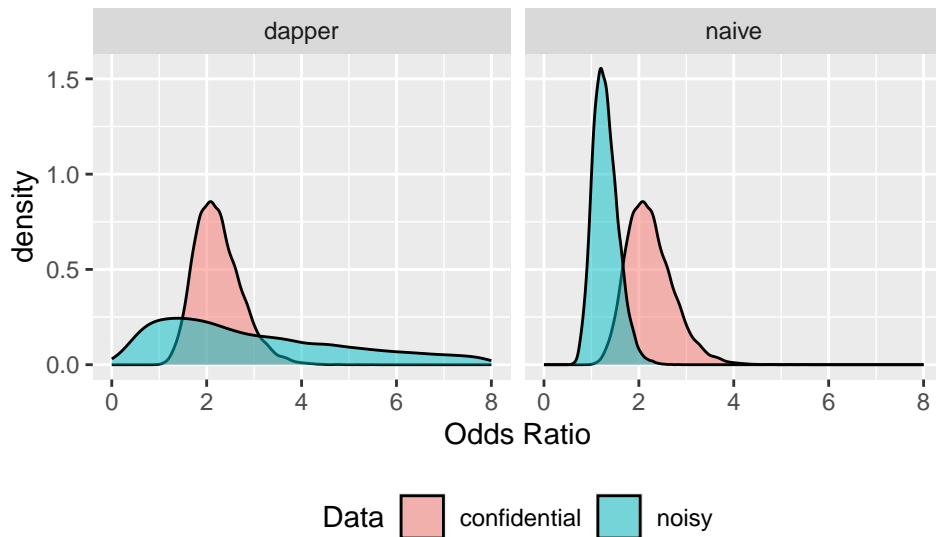 dapper naive
1.5
1.0
0.5
0.0
density
0 2 4 6 8 0 2 4 6 8
Odds Ratio
Data confidential noisy